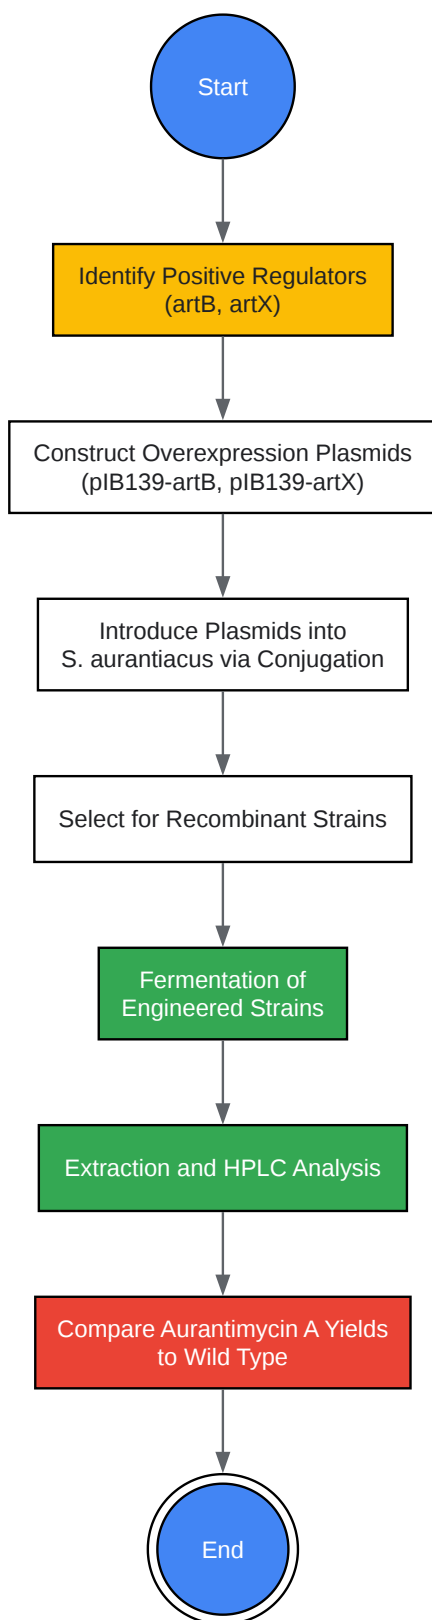 Start
Identify Positive Regulators
(artB, artX)
Construct Overexpression Plasmids
(pIB139-artB, pIB139-artX)
Introduce Plasmids into
S. aurantiacus via Conjugation
Select for Recombinant Strains
Fermentation of
Engineered Strains
Extraction and HPLC Analysis
Compare Aurantimycin A Yields
to Wild Type
End